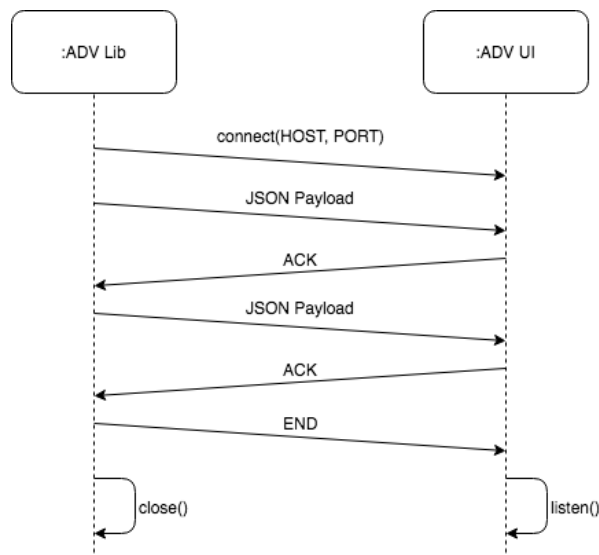 :ADV Lib
:ADV UI
connect(HOST, PORT)
JSON Payload
ACK
JSON Payload
ACK
END
close()
listen()